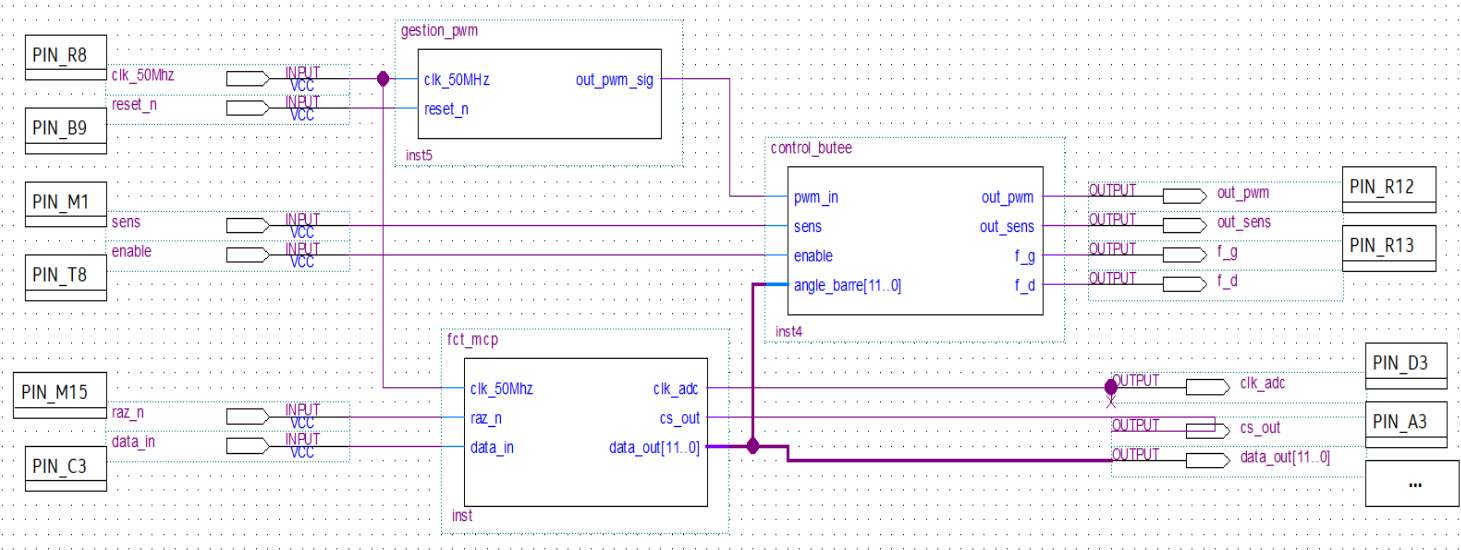 gestion_pwm
PIN_R8
clk_50Mhz
INPUT
VCC
clk_50MHz
out_pwm_sig
reset_n
INPUT
VCC
reset_n
PIN_B9
inst5
control_butee
PIN_M1
pwm_in
out_pwm
OUTPUT
out_pwm
PIN_R12
sens
INPUT
VCC
sens
out_sens
OUTPUT
out_sens
enable
INPUT
VCC
enable
f_g
OUTPUT
f_g
PIN_R13
PIN_T8
angle_barre[11..0]
f_d
OUTPUT
f_d
inst4
fct_mcp
PIN_D3
clk_50Mhz
clk_adc
OUTPUT
clk_adc
PIN_M15
raz_n
INPUT
VCC
raz_n
cs_out
OUTPUT
cs_out
PIN_A3
data_in
INPUT
VCC
data_in
data_out[11..0]
OUTPUT
data_out[11..0]
PIN_C3
...
inst